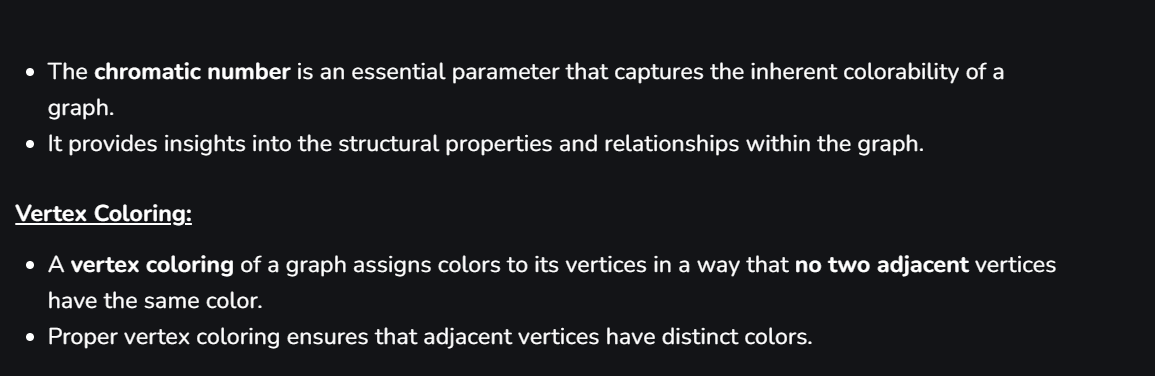 • The chromatic number is an essential parameter that captures the inherent colorability of a
graph.
• It provides insights into the structural properties and relationships within the graph.
Vertex Coloring:
• A vertex coloring of a graph assigns colors to its vertices in a way that no two adjacent vertices
have the same color.
• Proper vertex coloring ensures that adjacent vertices have distinct colors.